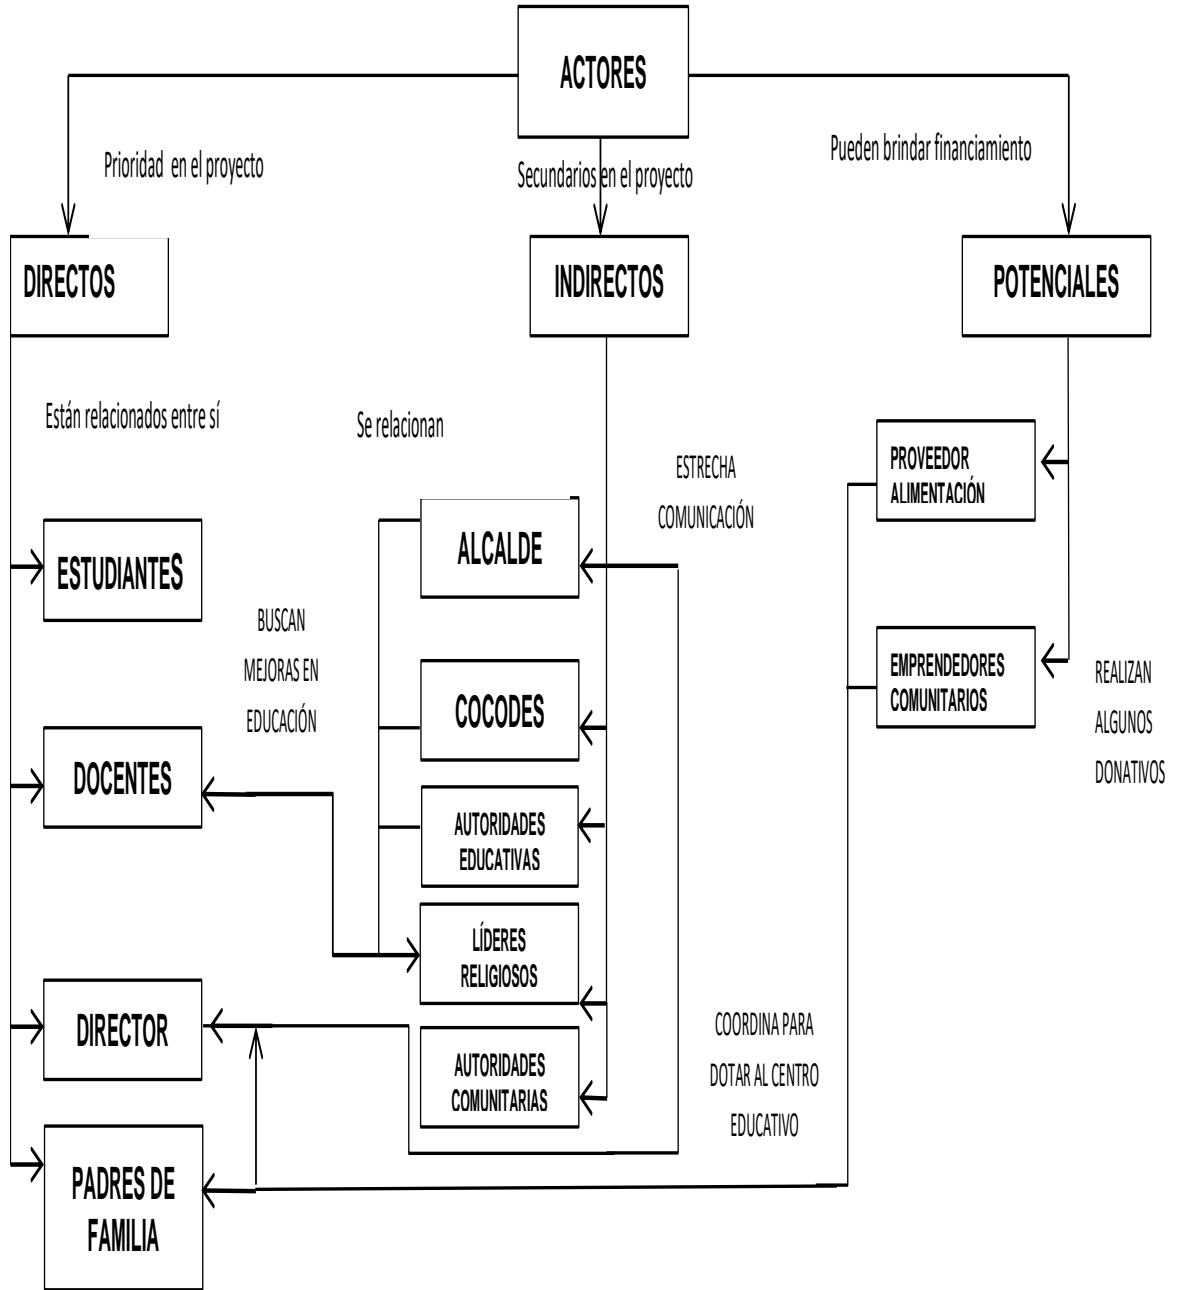 ACTORES
Prioridad en el proyecto
Secundarios en el proyecto
Pueden brindar financiamiento
DIRECTOS
INDIRECTOS
POTENCIALES
Están relacionados entre sí
Se relacionan
ESTRECHA
COMUNICACIÓN
PROVEEDOR
ALIMENTACIÓN
ESTUDIANTES
ALCALDE
BUSCAN
MEJORAS EN
EDUCACIÓN
COCODES
EMPRENDEDORES
COMUNITARIOS
REALIZAN
ALGUNOS
DONATIVOS
DOCENTES
AUTORIDADES
EDUCATIVAS
LÍDERES
RELIGIOSOS
DIRECTOR
AUTORIDADES
COMUNITARIAS
COORDINA PARA
DOTAR AL CENTRO
EDUCATIVO
PADRES DE
FAMILIA